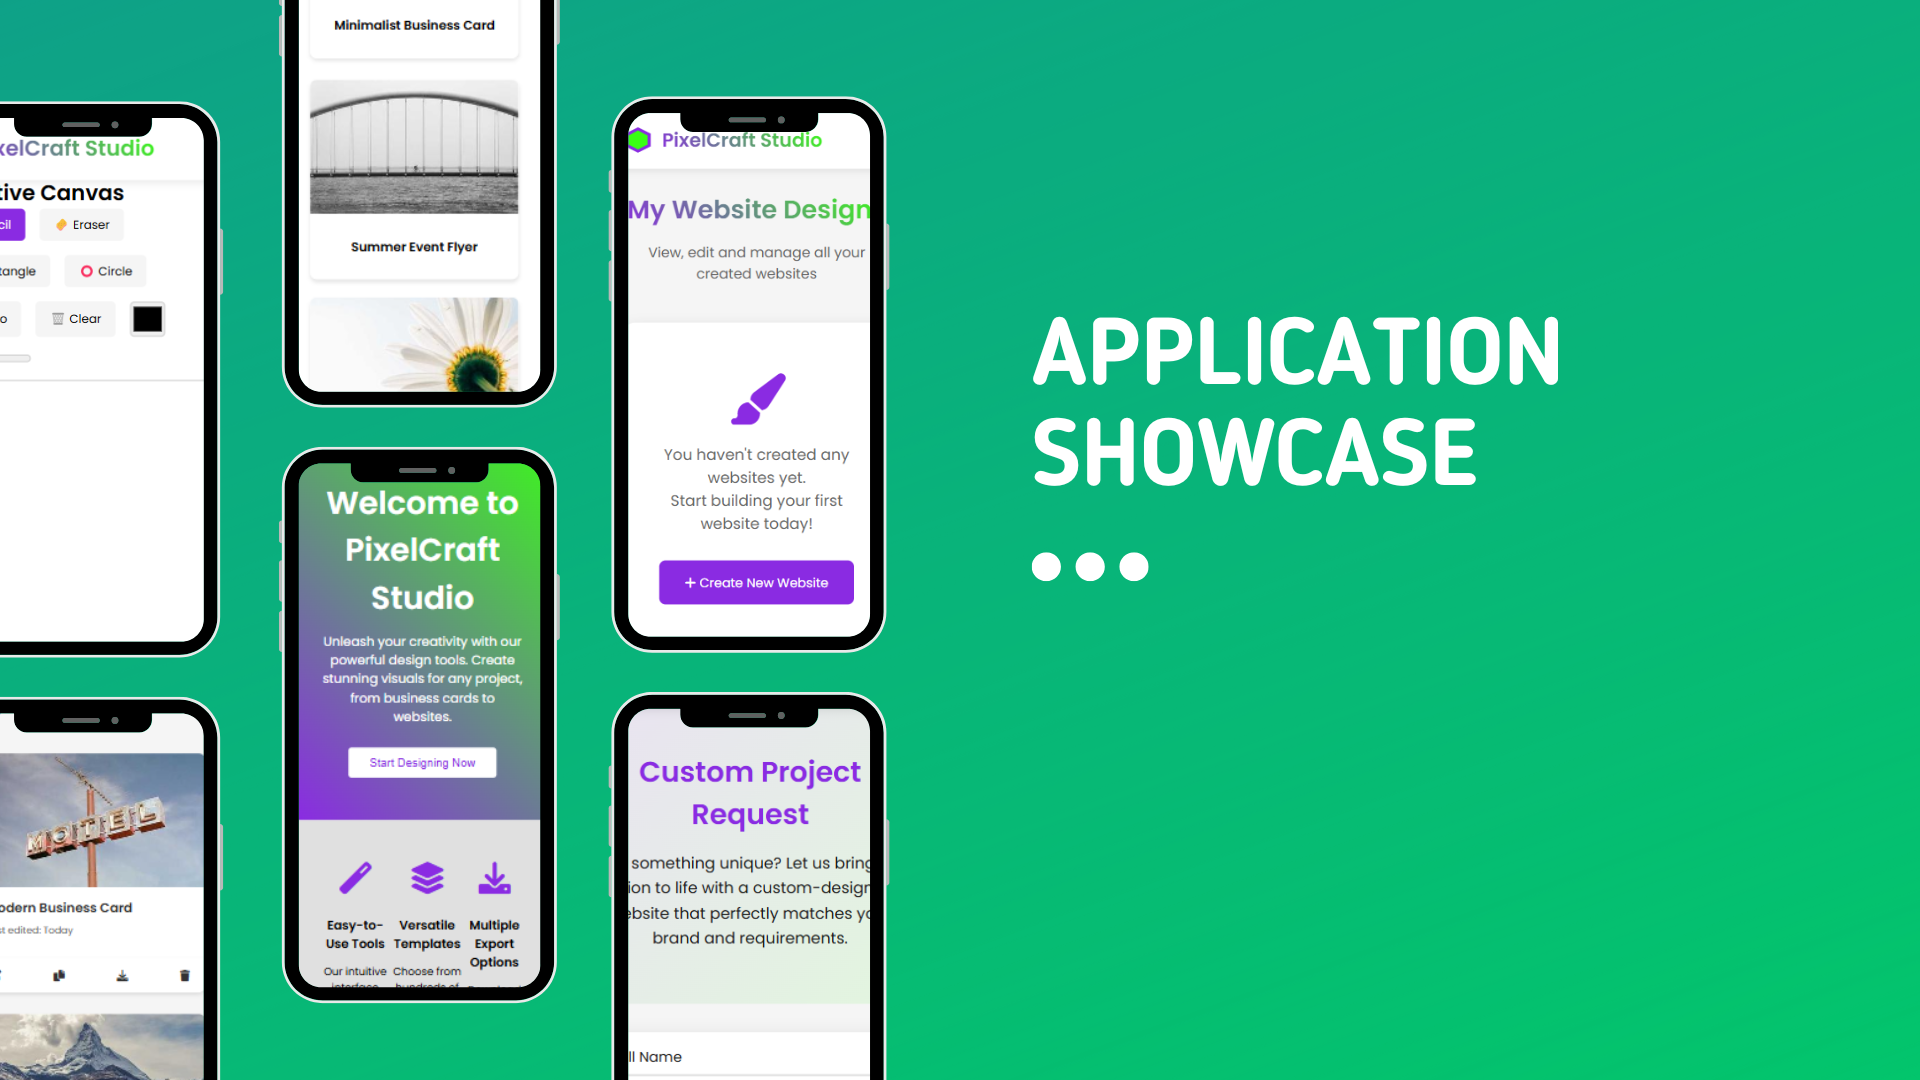 xelCraft Studio
tive Canvas
cil
Eraser
tangle
Circle
o
Clear
MOTEL
odern Business Card
st edited: Today
Minimalist Business Card
Summer Event Flyer
Welcome to
PixelCraft
Studio
Unleash your creativity with our
powerful design tools. Create
stunning visuals for any project,
from business cards to
websites.
Start Designing Now
Easy-to-
Use Tools
Our intuitive
interface
Versatile
Templates
Choose from
hundreds of
Multiple
Export
Options
PixelCraft Studio
My Website Design
View, edit and manage all your
created websites
You haven't created any
websites yet.
Start building your first
website today!
+ Create New Website
Custom Project
Request
something unique? Let us bring
ion to life with a custom-design
ebsite that perfectly matches yo
brand and requirements.
ll Name
APPLICATION
SHOWCASE